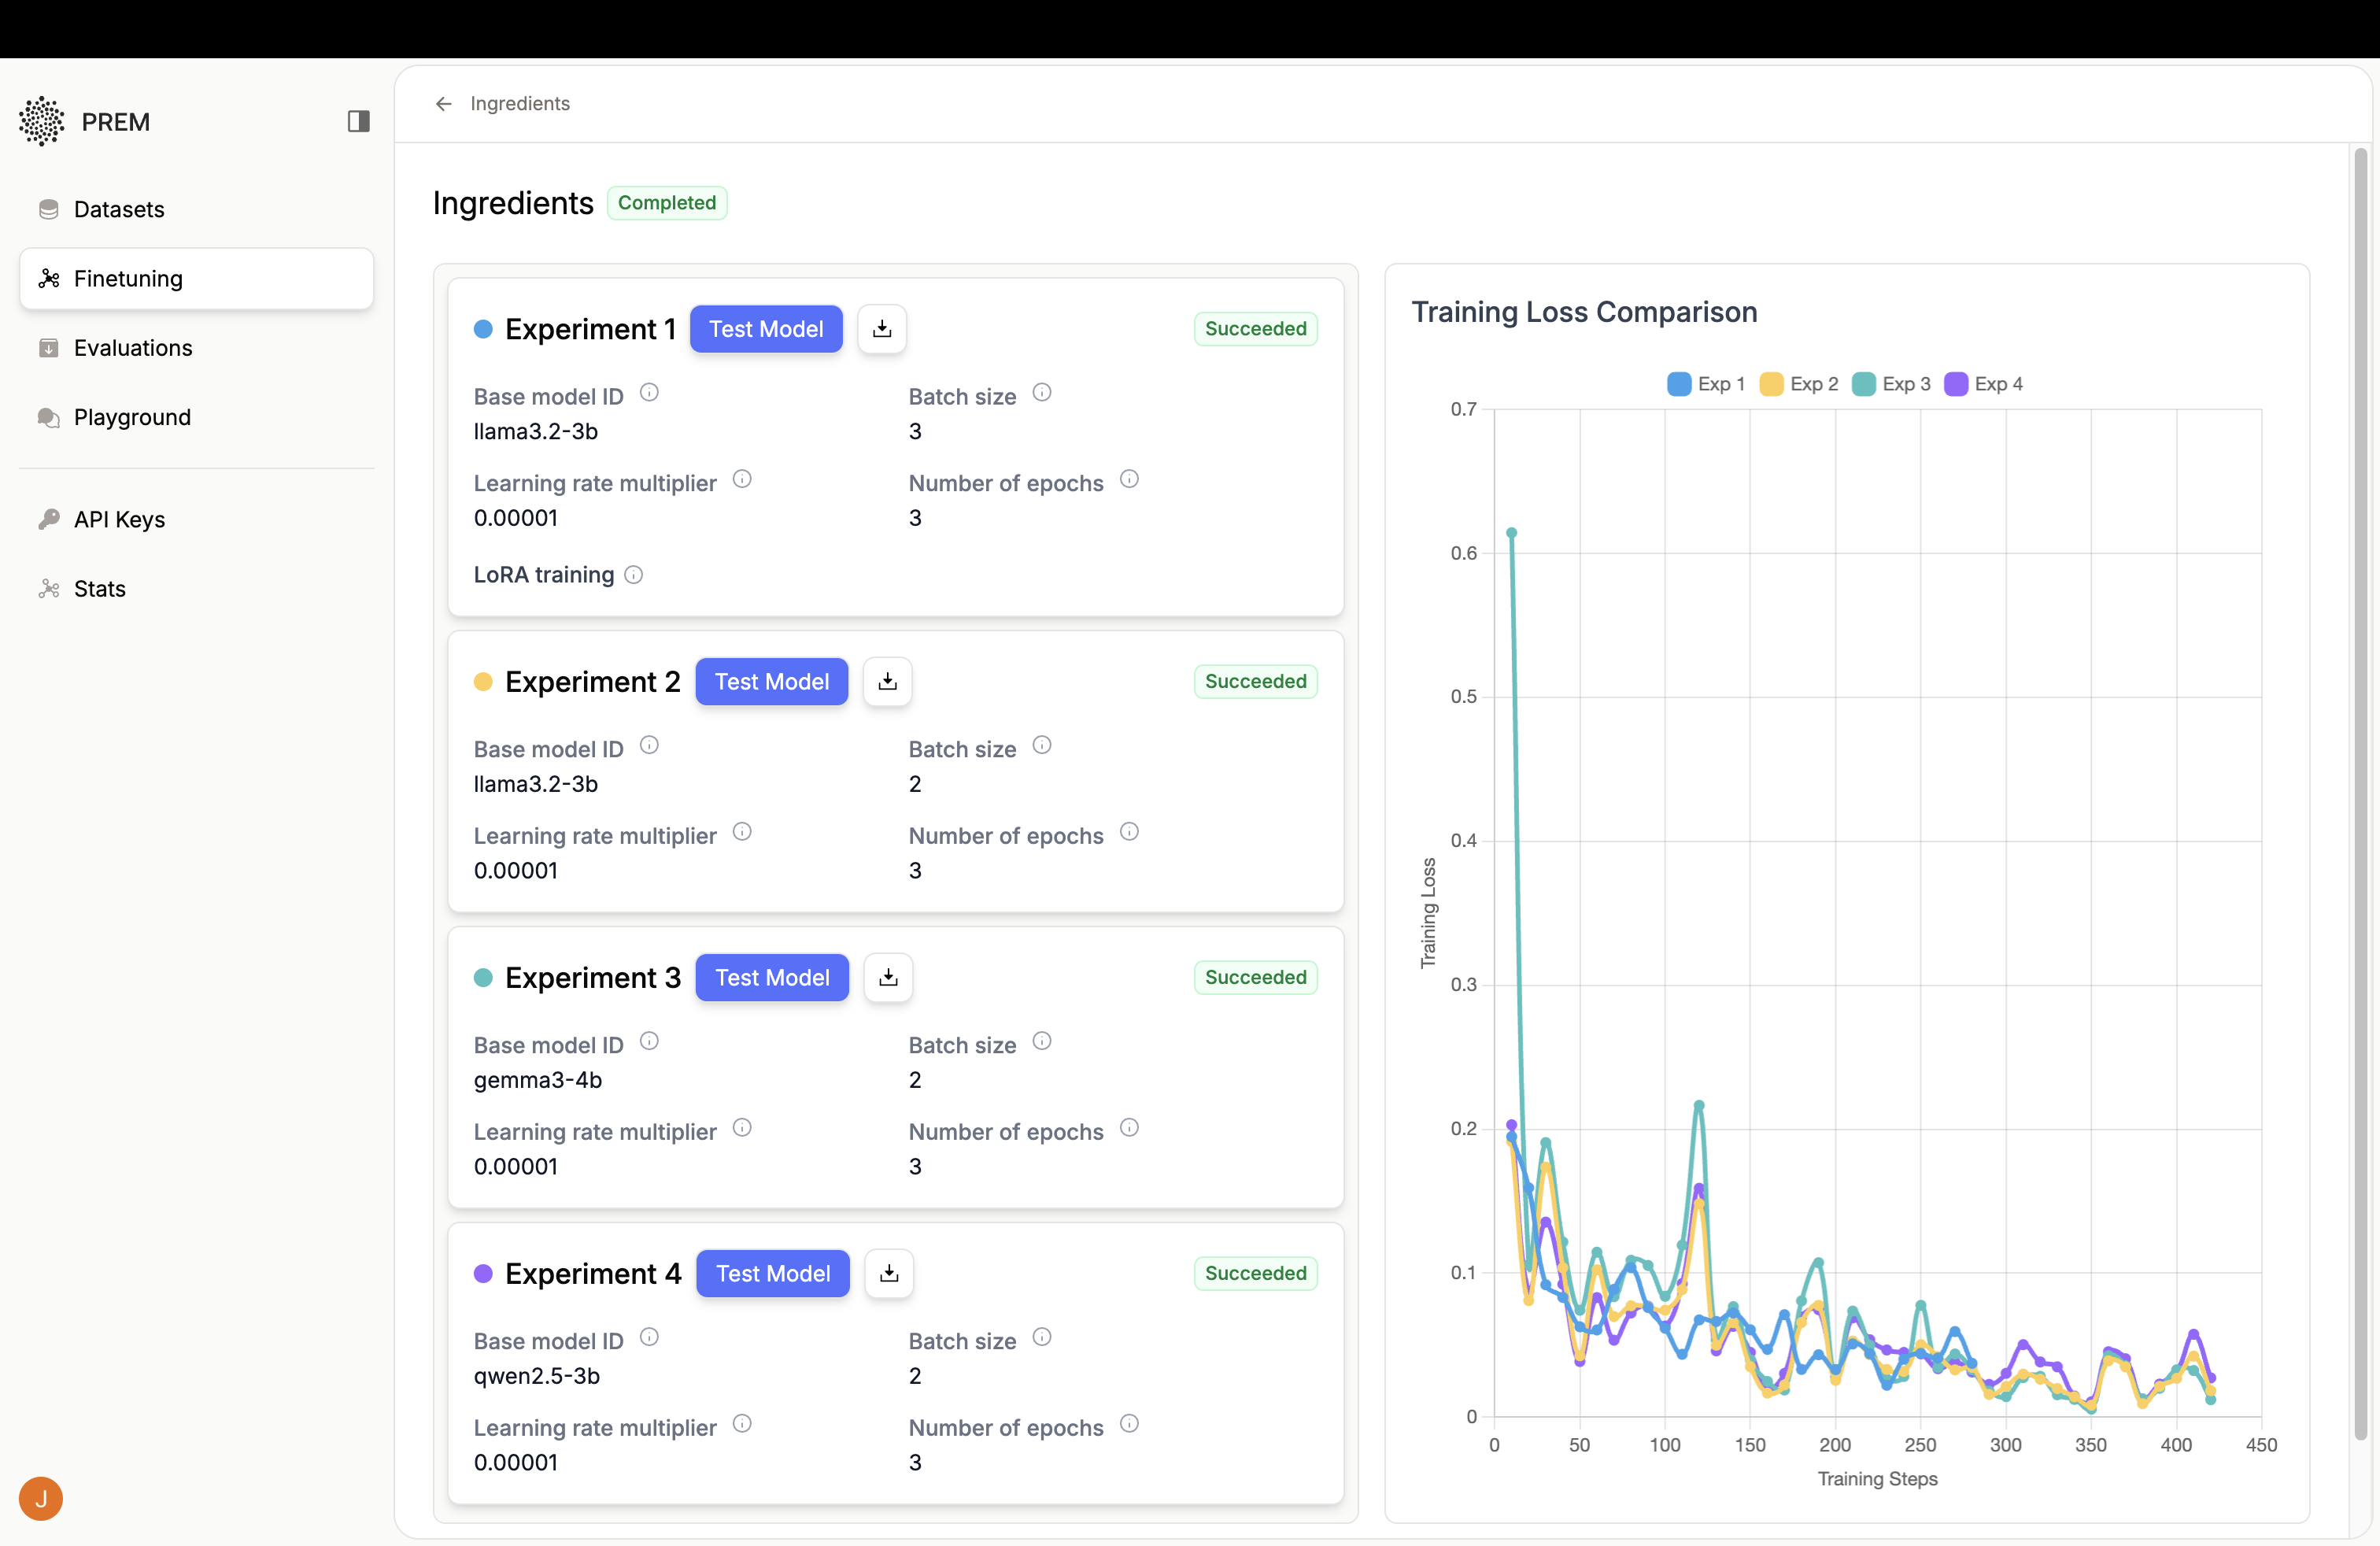 PREM
Datasets
Finetuning
Evaluations
Playground
API Keys
Stats
J
Ingredients
Ingredients Completed
Experiment 1 Test Model Succeeded
Base model ID Batch size
llama3.2-3b 3
Learning rate multiplier Number of epochs
0.00001 3
LoRA training
Experiment 2 Test Model Succeeded
Base model ID Batch size
llama3.2-3b 2
Learning rate multiplier Number of epochs
0.00001 3
Experiment 3 Test Model Succeeded
Base model ID Batch size
gemma3-4b 2
Learning rate multiplier Number of epochs
0.00001 3
Experiment 4 Test Model Succeeded
Base model ID Batch size
qwen2.5-3b 2
Learning rate multiplier Number of epochs
0.00001 3
Training Loss Comparison
Exp 1 Exp 2 Exp 3 Exp 4
0.7
0.6
0.5
0.4
0.3
0.2
0.1
0
Training Loss
0 50 100 150 200 250 300 350 400 450
Training Steps